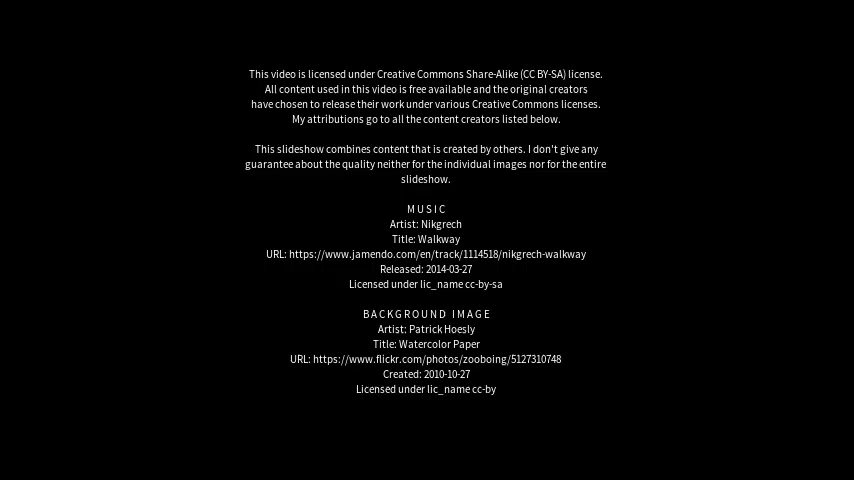 This video is licensed under Creative Commons Share-Alike (CC BY-SA) license.
All content used in this video is free available and the original creators
have chosen to release their work under various Creative Commons licenses.
My attributions go to all the content creators listed below.
This slideshow combines content that is created by others. I don't give any
guarantee about the quality neither for the individual images nor for the entire
slideshow.
MUSIC
Artist: Nikgrech
Title: Walkway
URL: https://www.jamendo.com/en/track/1114518/nikgrech-walkway
Released: 2014-03-27
Licensed under lic_name cc-by-sa
BACKGROUND IMAGE
Artist: Patrick Hoesly
Title: Watercolor Paper
URL: https://www.flickr.com/photos/zooboing/5127310748
Created: 2010-10-27
Licensed under lic_name cc-by